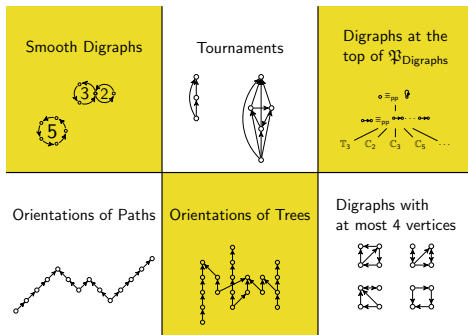 Smooth Digraphs
3 2
5
Tournaments
Digraphs at the
top of 𝔓Digraphs
≡pp
≡pp ···
𝕋3 ℂ2 ℂ3 ℂ5 ···
Orientations of Paths
Orientations of Trees
Digraphs with
at most 4 vertices